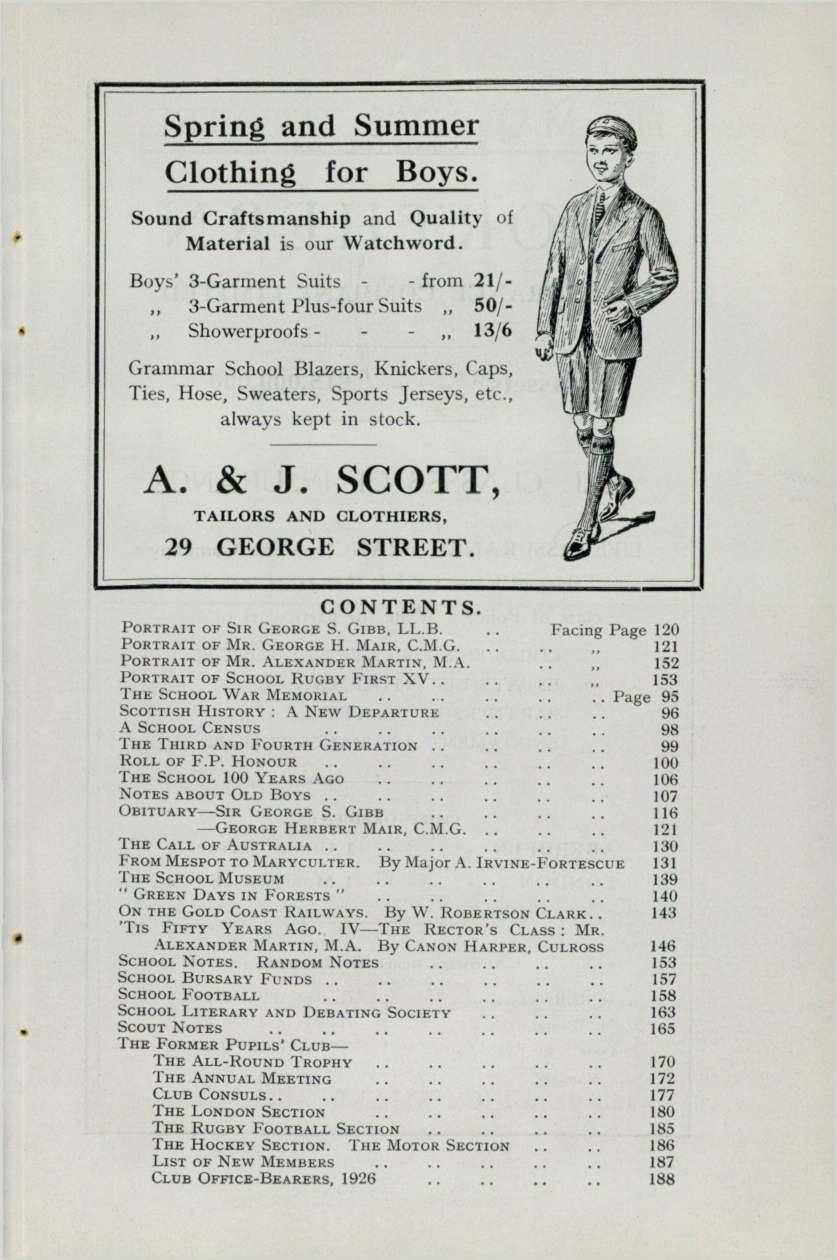 Spring and Summer
Clothing for Boys.
Sound Craftsmanship and Quality of
Material is our Watchword.
Boys' 3-Garment Suits - - from 21/-
,, 3-Garment Plus-four Suits ,, 50/-
,, Showerproofs - - - ,, 13/6
Grammar School Blazers, Knickers, Caps,
Ties, Hose, Sweaters, Sports Jerseys, etc.,
always kept in stock.
A. & J. SCOTT,
TAILORS AND CLOTHIERS,
29 GEORGE STREET.
CONTENTS.
PORTRAIT OF SIR GEORGE S. GIBB, LL.B. .. Facing Page 120
PORTRAIT OF MR. GEORGE H. MAIR, C.M.G. .. .. ,, 121
PORTRAIT OF MR. ALEXANDER MARTIN, M.A. .. ,, 152
PORTRAIT OF SCHOOL RUGBY FIRST XV.. .. .. ,, 153
THE SCHOOL WAR MEMORIAL .. .. .. .. .. Page 95
SCOTTISH HISTORY : A NEW DEPARTURE .. .. .. 96
A SCHOOL CENSUS .. .. .. .. .. .. 98
THE THIRD AND FOURTH GENERATION .. .. .. .. 99
ROLL OF F.P. HONOUR .. .. .. .. .. .. 100
THE SCHOOL 100 YEARS AGO .. .. .. .. .. 106
NOTES ABOUT OLD BOYS .. .. .. .. .. .. 107
OBITUARY—SIR GEORGE S. GIBB .. .. .. .. 116
—GEORGE HERBERT MAIR, C.M.G. .. .. .. 121
THE CALL OF AUSTRALIA .. .. .. .. .. .. 130
FROM MESPOT TO MARYCULTER. By Major A. IRVINE-FORTESCUE 131
THE SCHOOL MUSEUM .. .. .. .. .. .. 139
" GREEN DAYS IN FORESTS " .. .. .. .. .. 140
ON THE GOLD COAST RAILWAYS. By W. ROBERTSON CLARK.. 143
'TIS FIFTY YEARS AGO. IV—THE RECTOR'S CLASS : MR.
ALEXANDER MARTIN, M.A. By CANON HARPER, CULROSS 146
SCHOOL NOTES. RANDOM NOTES .. .. .. .. 153
SCHOOL BURSARY FUNDS .. .. .. .. .. .. 157
SCHOOL FOOTBALL .. .. .. .. .. .. 158
SCHOOL LITERARY AND DEBATING SOCIETY .. .. .. 163
SCOUT NOTES .. .. .. .. .. .. .. 165
THE FORMER PUPILS' CLUB—
THE ALL-ROUND TROPHY .. .. .. .. .. 170
THE ANNUAL MEETING .. .. .. .. .. 172
CLUB CONSULS.. .. .. .. .. .. .. 177
THE LONDON SECTION .. .. .. .. .. 180
THE RUGBY FOOTBALL SECTION .. .. .. .. 185
THE HOCKEY SECTION. THE MOTOR SECTION .. .. 186
LIST OF NEW MEMBERS .. .. .. .. .. 187
CLUB OFFICE-BEARERS, 1926 .. .. .. .. 188